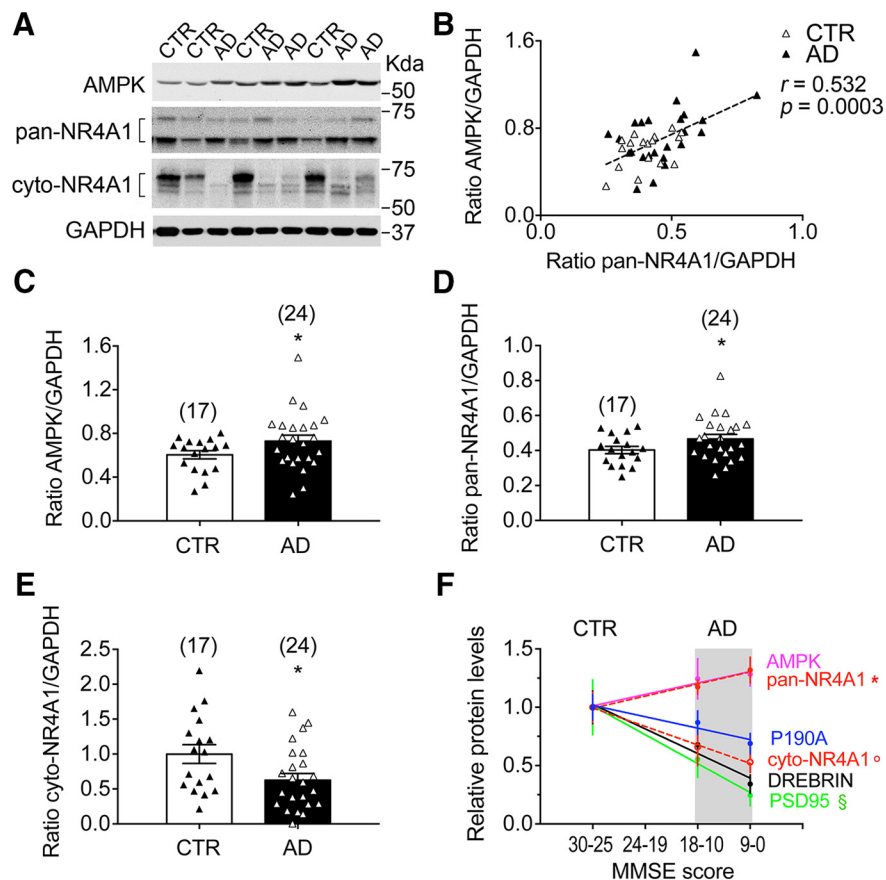 A
CTR CTR AD CTR AD AD CTR AD AD
Kda
AMPK
50
75
pan-NR4A1
75
cyto-NR4A1
50
GAPDH
37
B
Ratio AMPK/GAPDH
1.6
0.8
0.0
0.0 0.5 1.0
Ratio pan-NR4A1/GAPDH
△ CTR
▲ AD
r = 0.532
p = 0.0003
C
Ratio AMPK/GAPDH
1.6
1.2
0.8
0.4
0.0
(17)
(24)
*
CTR AD
D
Ratio pan-NR4A1/GAPDH
1.0
0.8
0.6
0.4
0.2
0.0
(17)
(24)
*
CTR AD
E
Ratio cyto-NR4A1/GAPDH
2.5
2.0
1.5
1.0
0.5
0.0
(17) (24)
*
CTR AD
F
Relative protein levels
CTR AD
1.5
1.0
0.5
0.0
AMPK
pan-NR4A1 *
P190A
cyto-NR4A1 °
DREBRIN
PSD95 §
30-25 24-19 18-10 9-0
MMSE score